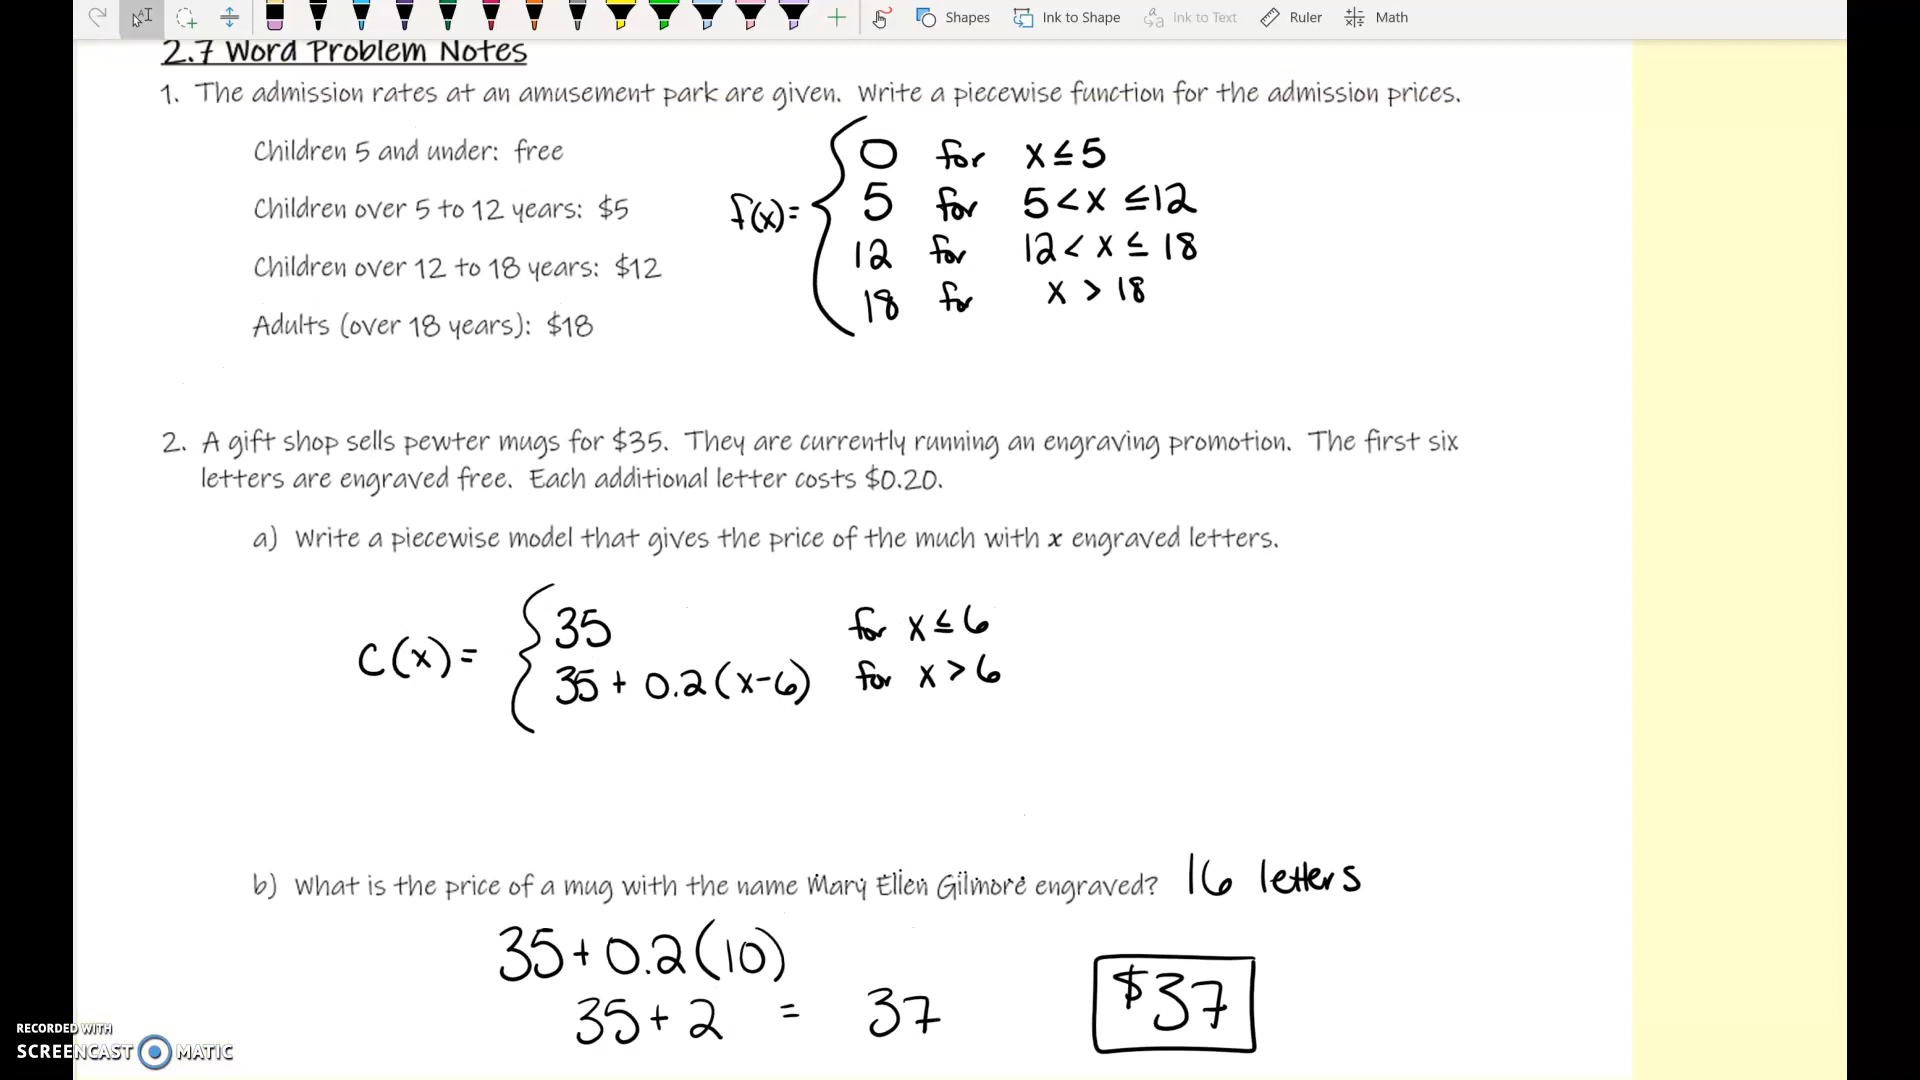 Shapes Ink to Shape Ink to Text Ruler Math
2.7 Word Problem Notes
1. The admission rates at an amusement park are given. Write a piecewise function for the admission prices.
Children 5 and under: free
Children over 5 to 12 years: $5
Children over 12 to 18 years: $12
Adults (over 18 years): $18
f(x)= {
0 for x ≤ 5
5 for 5 < x ≤ 12
12 for 12 < x ≤ 18
18 for x > 18
2. A gift shop sells pewter mugs for $35. They are currently running an engraving promotion. The first six
letters are engraved free. Each additional letter costs $0.20.
a) Write a piecewise model that gives the price of the much with x engraved letters.
C(x) = {
35 for x ≤ 6
35 + 0.2(x-6) for x > 6
b) What is the price of a mug with the name Mary Ellen Gilmore engraved? 16 letters
35 + 0.2(10)
35 + 2 = 37
$37
RECORDED WITH
SCREENCAST MATIC